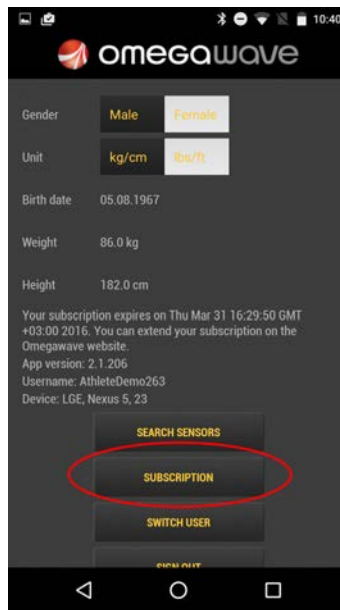 10:40
omegawave
Gender Male Female
Unit kg/cm lbs/ft
Birth date 05.08.1967
Weight 86.0 kg
Height 182.0 cm
Your subscription expires on Thu Mar 31 16:29:50 GMT
+03:00 2016. You can extend your subscription on the
Omegawave website.
App version: 2.1.206
Username: AthleteDemo263
Device: LGE, Nexus 5, 23
SEARCH SENSORS
SUBSCRIPTION
SWITCH USER
SIGN OUT